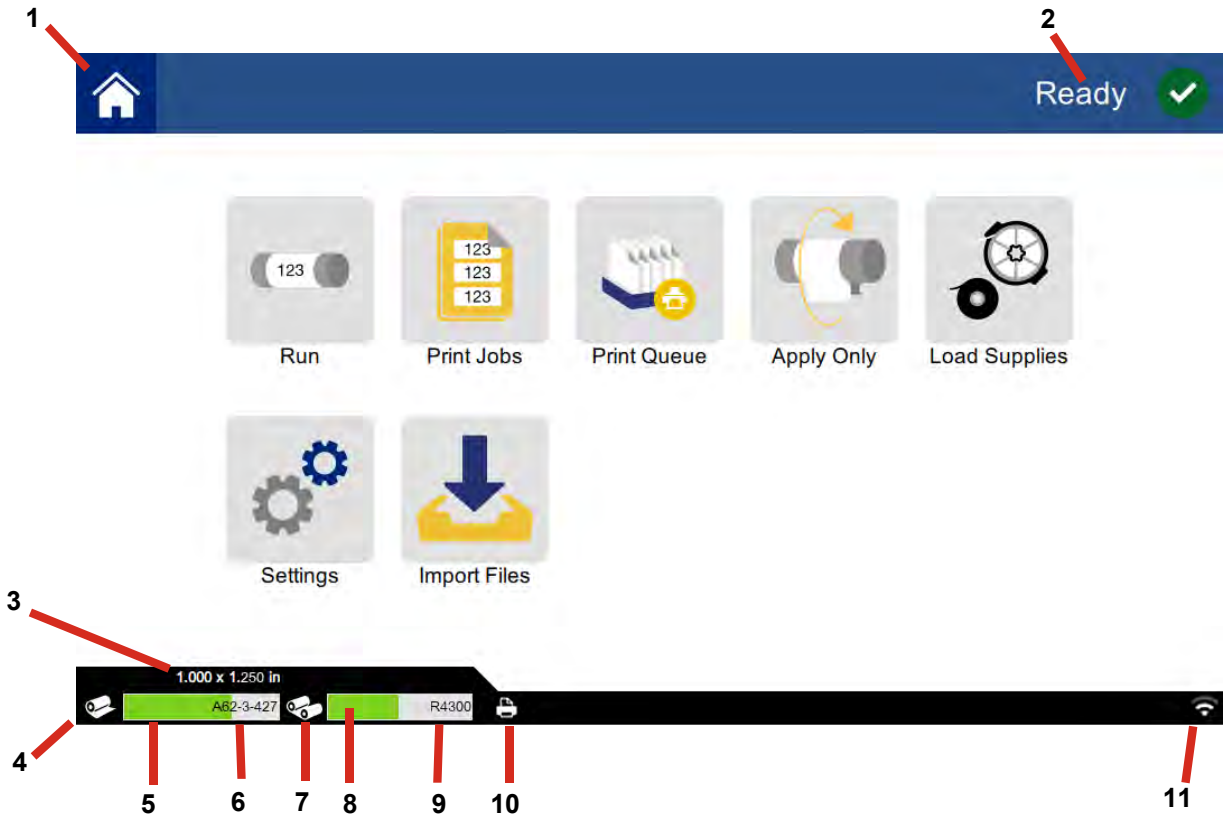 1
2
Ready
123
123
123
123
Run
Print Jobs
Print Queue
Apply Only
Load Supplies
Settings
Import Files
3
1.000 x 1.250 in
A62-3-427
R4300
4
5
6
7
8
9
10
11